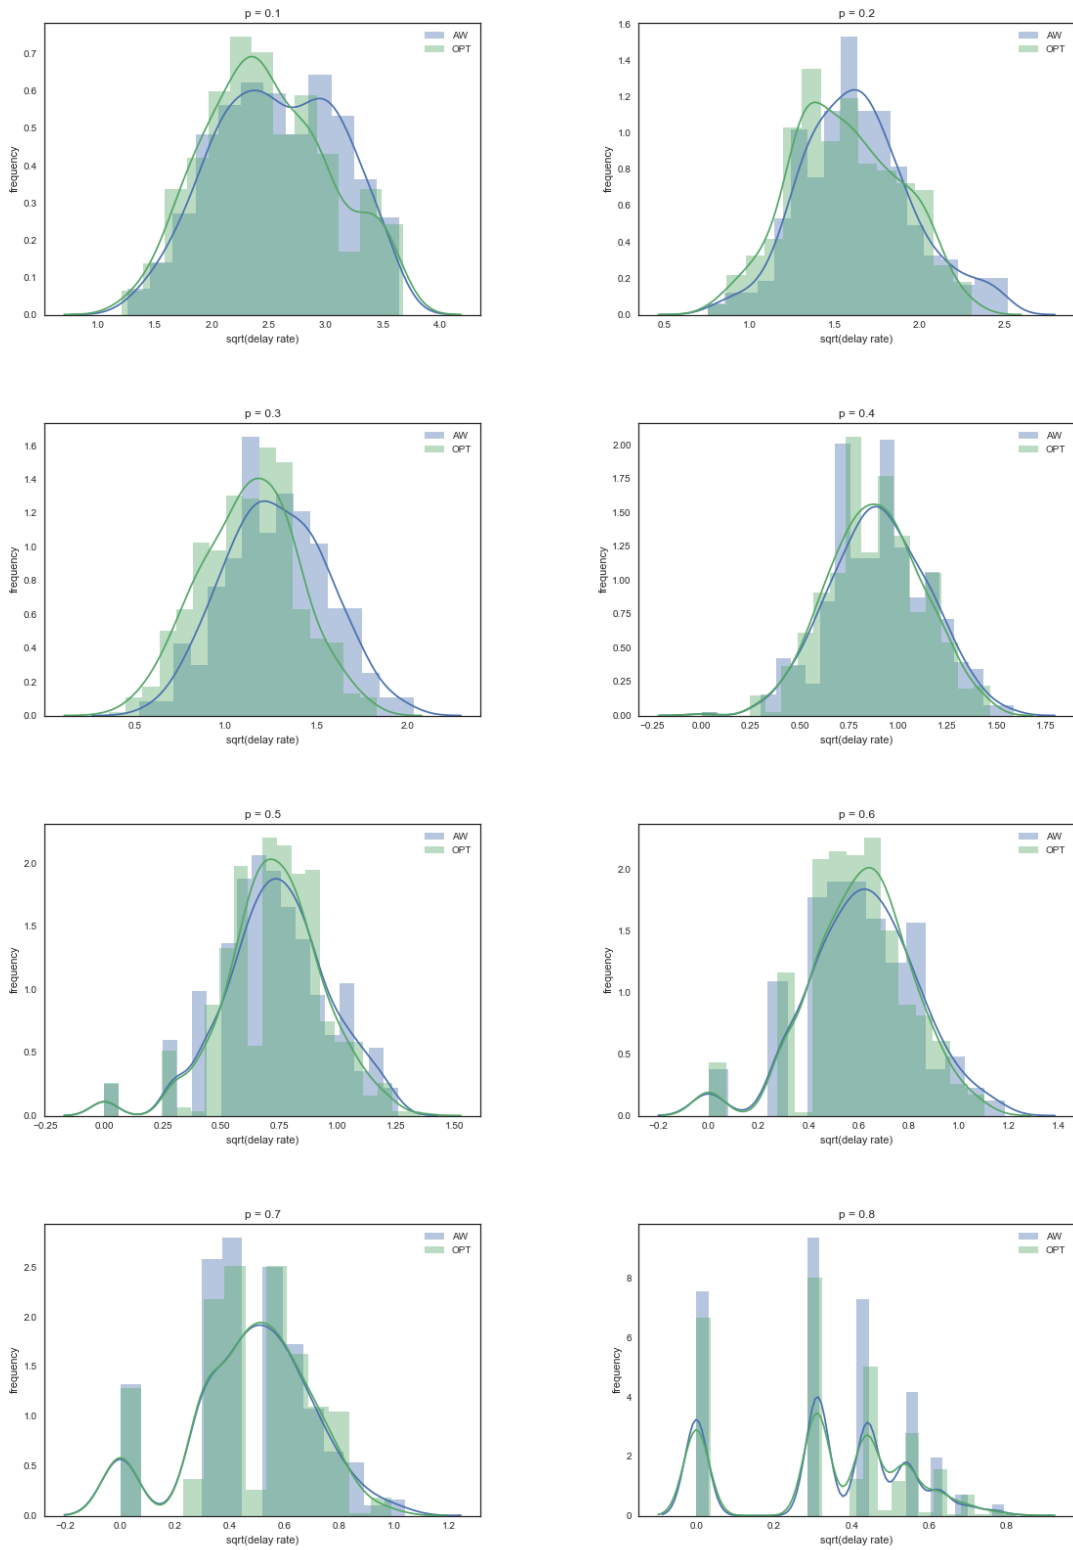 p = 0.1
AW
OPT
0.7
0.6
0.5
0.4
0.3
0.2
0.1
0.0
frequency
1.0 1.5 2.0 2.5 3.0 3.5 4.0
sqrt(delay rate)
p = 0.2
AW
OPT
1.6
1.4
1.2
1.0
0.8
0.6
0.4
0.2
0.0
frequency
0.5 1.0 1.5 2.0 2.5
sqrt(delay rate)
p = 0.3
AW
OPT
1.6
1.4
1.2
1.0
0.8
0.6
0.4
0.2
0.0
frequency
0.5 1.0 1.5 2.0
sqrt(delay rate)
p = 0.4
AW
OPT
2.00
1.75
1.50
1.25
1.00
0.75
0.50
0.25
0.00
frequency
−0.25 0.00 0.25 0.50 0.75 1.00 1.25 1.50 1.75
sqrt(delay rate)
p = 0.5
AW
OPT
2.0
1.5
1.0
0.5
0.0
frequency
−0.25 0.00 0.25 0.50 0.75 1.00 1.25 1.50
sqrt(delay rate)
p = 0.6
AW
OPT
2.0
1.5
1.0
0.5
0.0
frequency
−0.2 0.0 0.2 0.4 0.6 0.8 1.0 1.2 1.4
sqrt(delay rate)
p = 0.7
AW
OPT
2.5
2.0
1.5
1.0
0.5
0.0
frequency
−0.2 0.0 0.2 0.4 0.6 0.8 1.0 1.2
sqrt(delay rate)
p = 0.8
AW
OPT
8
6
4
2
0
frequency
0.0 0.2 0.4 0.6 0.8
sqrt(delay rate)